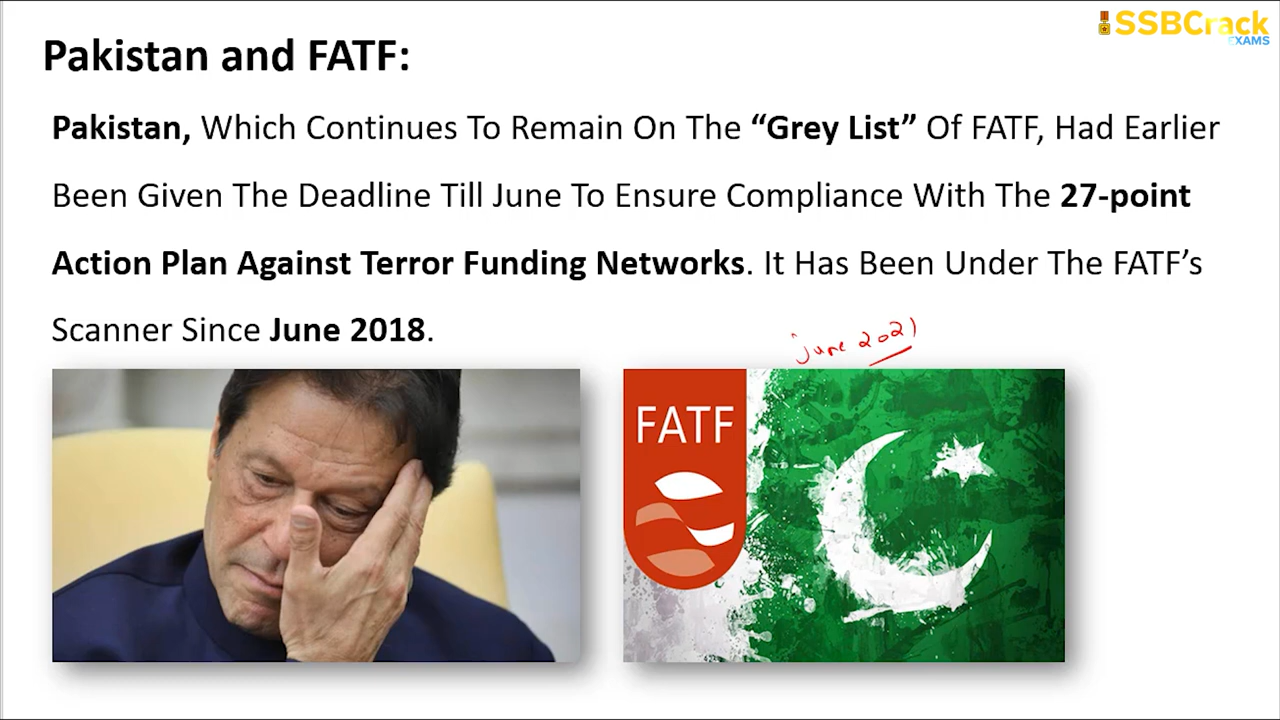 SSBCrack
EXAMS
Pakistan and FATF:
Pakistan, Which Continues To Remain On The “Grey List” Of FATF, Had Earlier
Been Given The Deadline Till June To Ensure Compliance With The 27-point
Action Plan Against Terror Funding Networks. It Has Been Under The FATF’s
Scanner Since June 2018.
june 2021
FATF